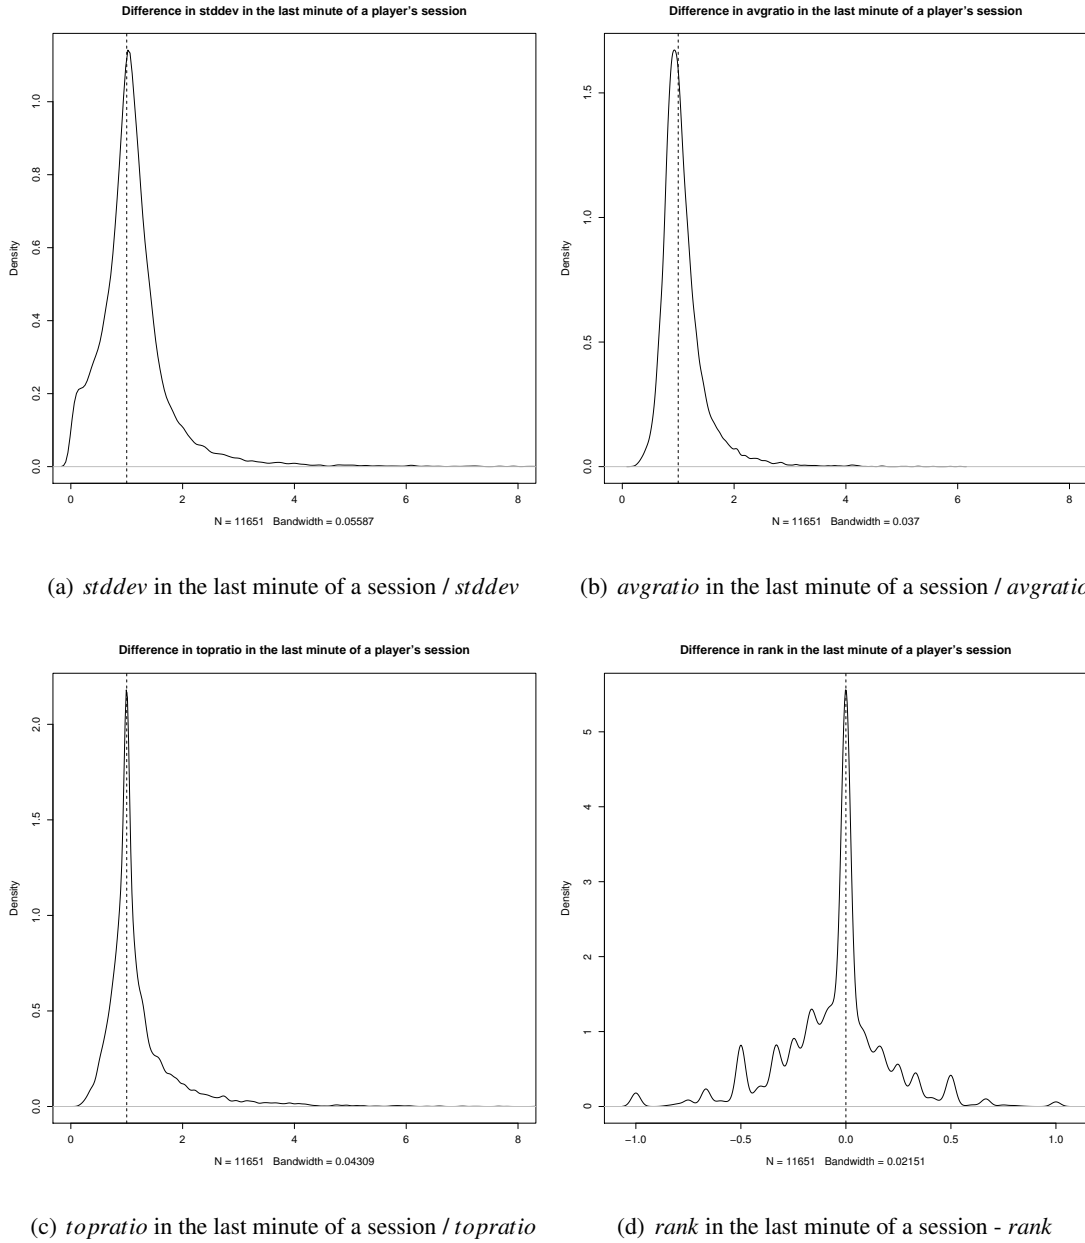 Difference in stddev in the last minute of a player's session
Density
0.0 0.2 0.4 0.6 0.8 1.0
0 2 4 6 8
N = 11651 Bandwidth = 0.05587
(a) stddev in the last minute of a session / stddev
Difference in avgratio in the last minute of a player's session
Density
0.0 0.5 1.0 1.5
0 2 4 6 8
N = 11651 Bandwidth = 0.037
(b) avgratio in the last minute of a session / avgratio
Difference in topratio in the last minute of a player's session
Density
0.0 0.5 1.0 1.5 2.0
0 2 4 6 8
N = 11651 Bandwidth = 0.04309
(c) topratio in the last minute of a session / topratio
Difference in rank in the last minute of a player's session
Density
0 1 2 3 4 5
−1.0 −0.5 0.0 0.5 1.0
N = 11651 Bandwidth = 0.02151
(d) rank in the last minute of a session - rank